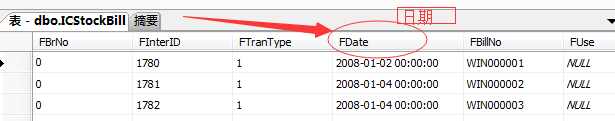 日期
表 - dbo.ICStockBill 摘要
FBrNo FInterID FTranType FDate FBillNo FUse
0 1780 1 2008-01-02 00:00:00 WIN000001 NULL
0 1781 1 2008-01-04 00:00:00 WIN000002 NULL
0 1782 1 2008-01-04 00:00:00 WIN000003 NULL